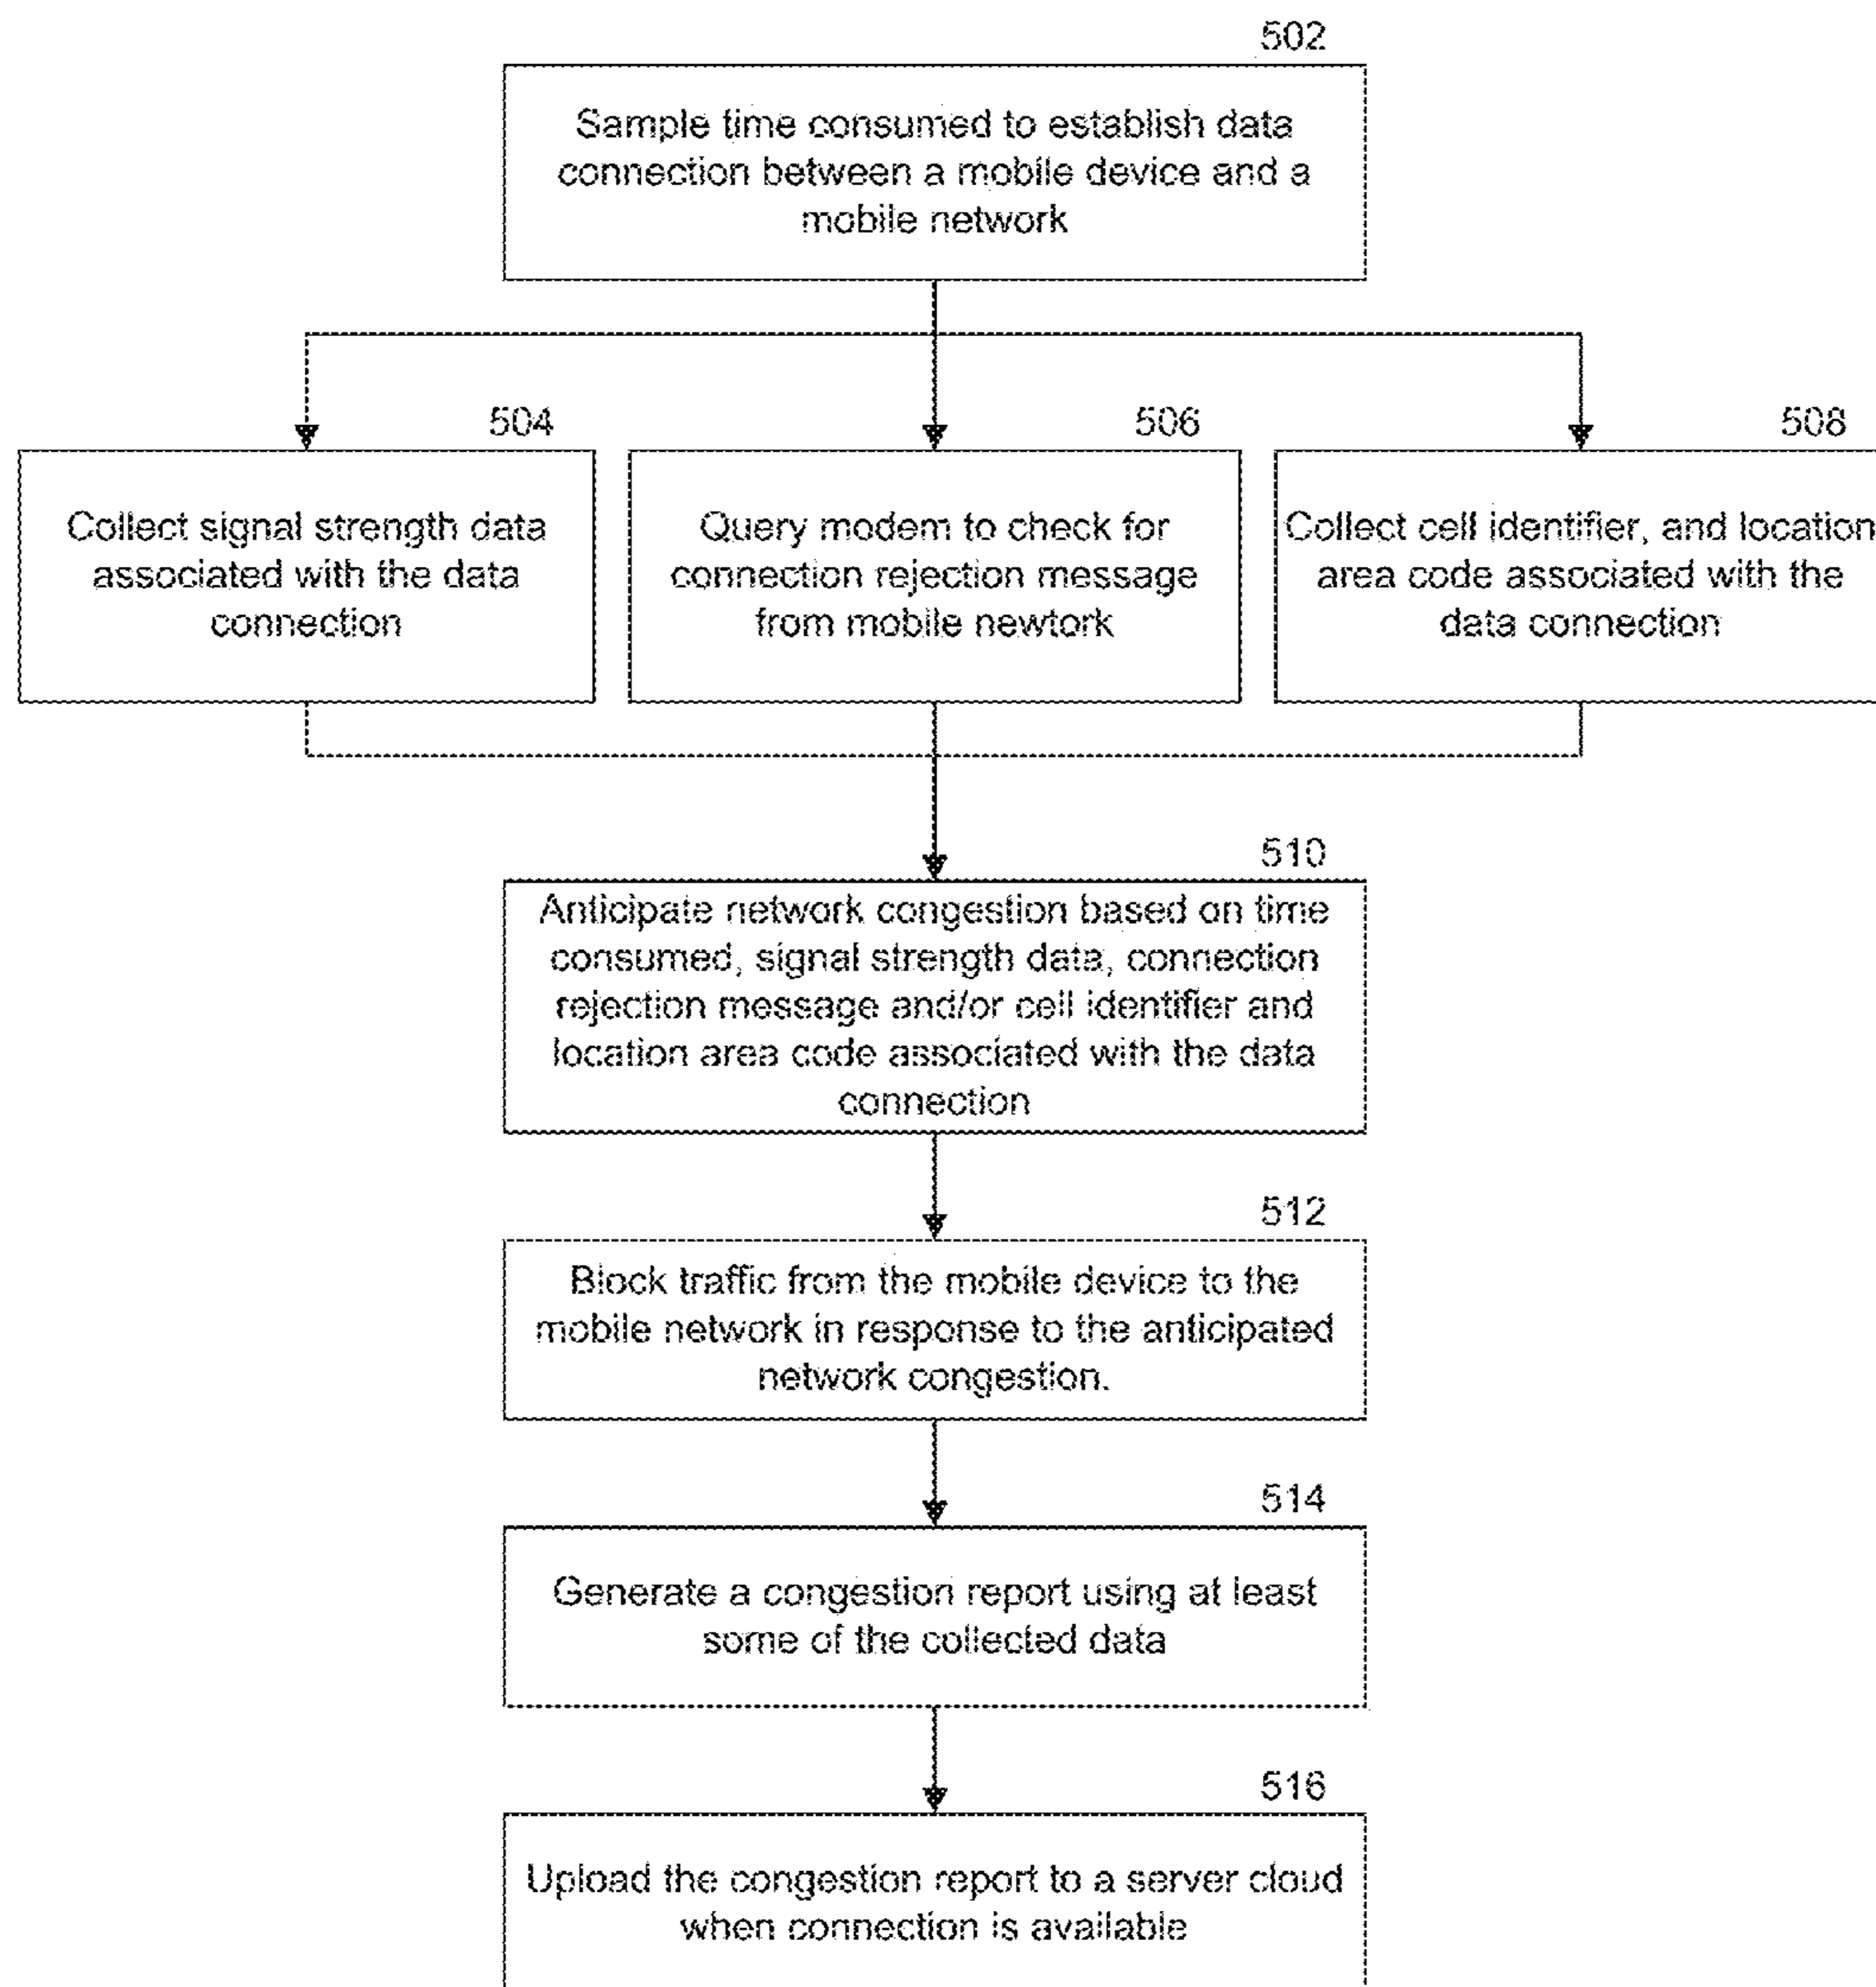 502
Sample time consumed to establish data
connection between a mobile device and a
mobile network
504
Collect signal strength data
associated with the data
connection
506
Query modem to check for
connection rejection message
from mobile newtork
508
Collect cell identifier, and location
area code associated with the
data connection
510
Anticipate network congestion based on time
consumed, signal strength data, connection
rejection message and/or cell identifier and
location area code associated with the data
connection
512
Block traffic from the mobile device to the
mobile network in response to the anticipated
network congestion.
514
Generate a congestion report using at least
some of the collected data
516
Upload the congestion report to a server cloud
when connection is available